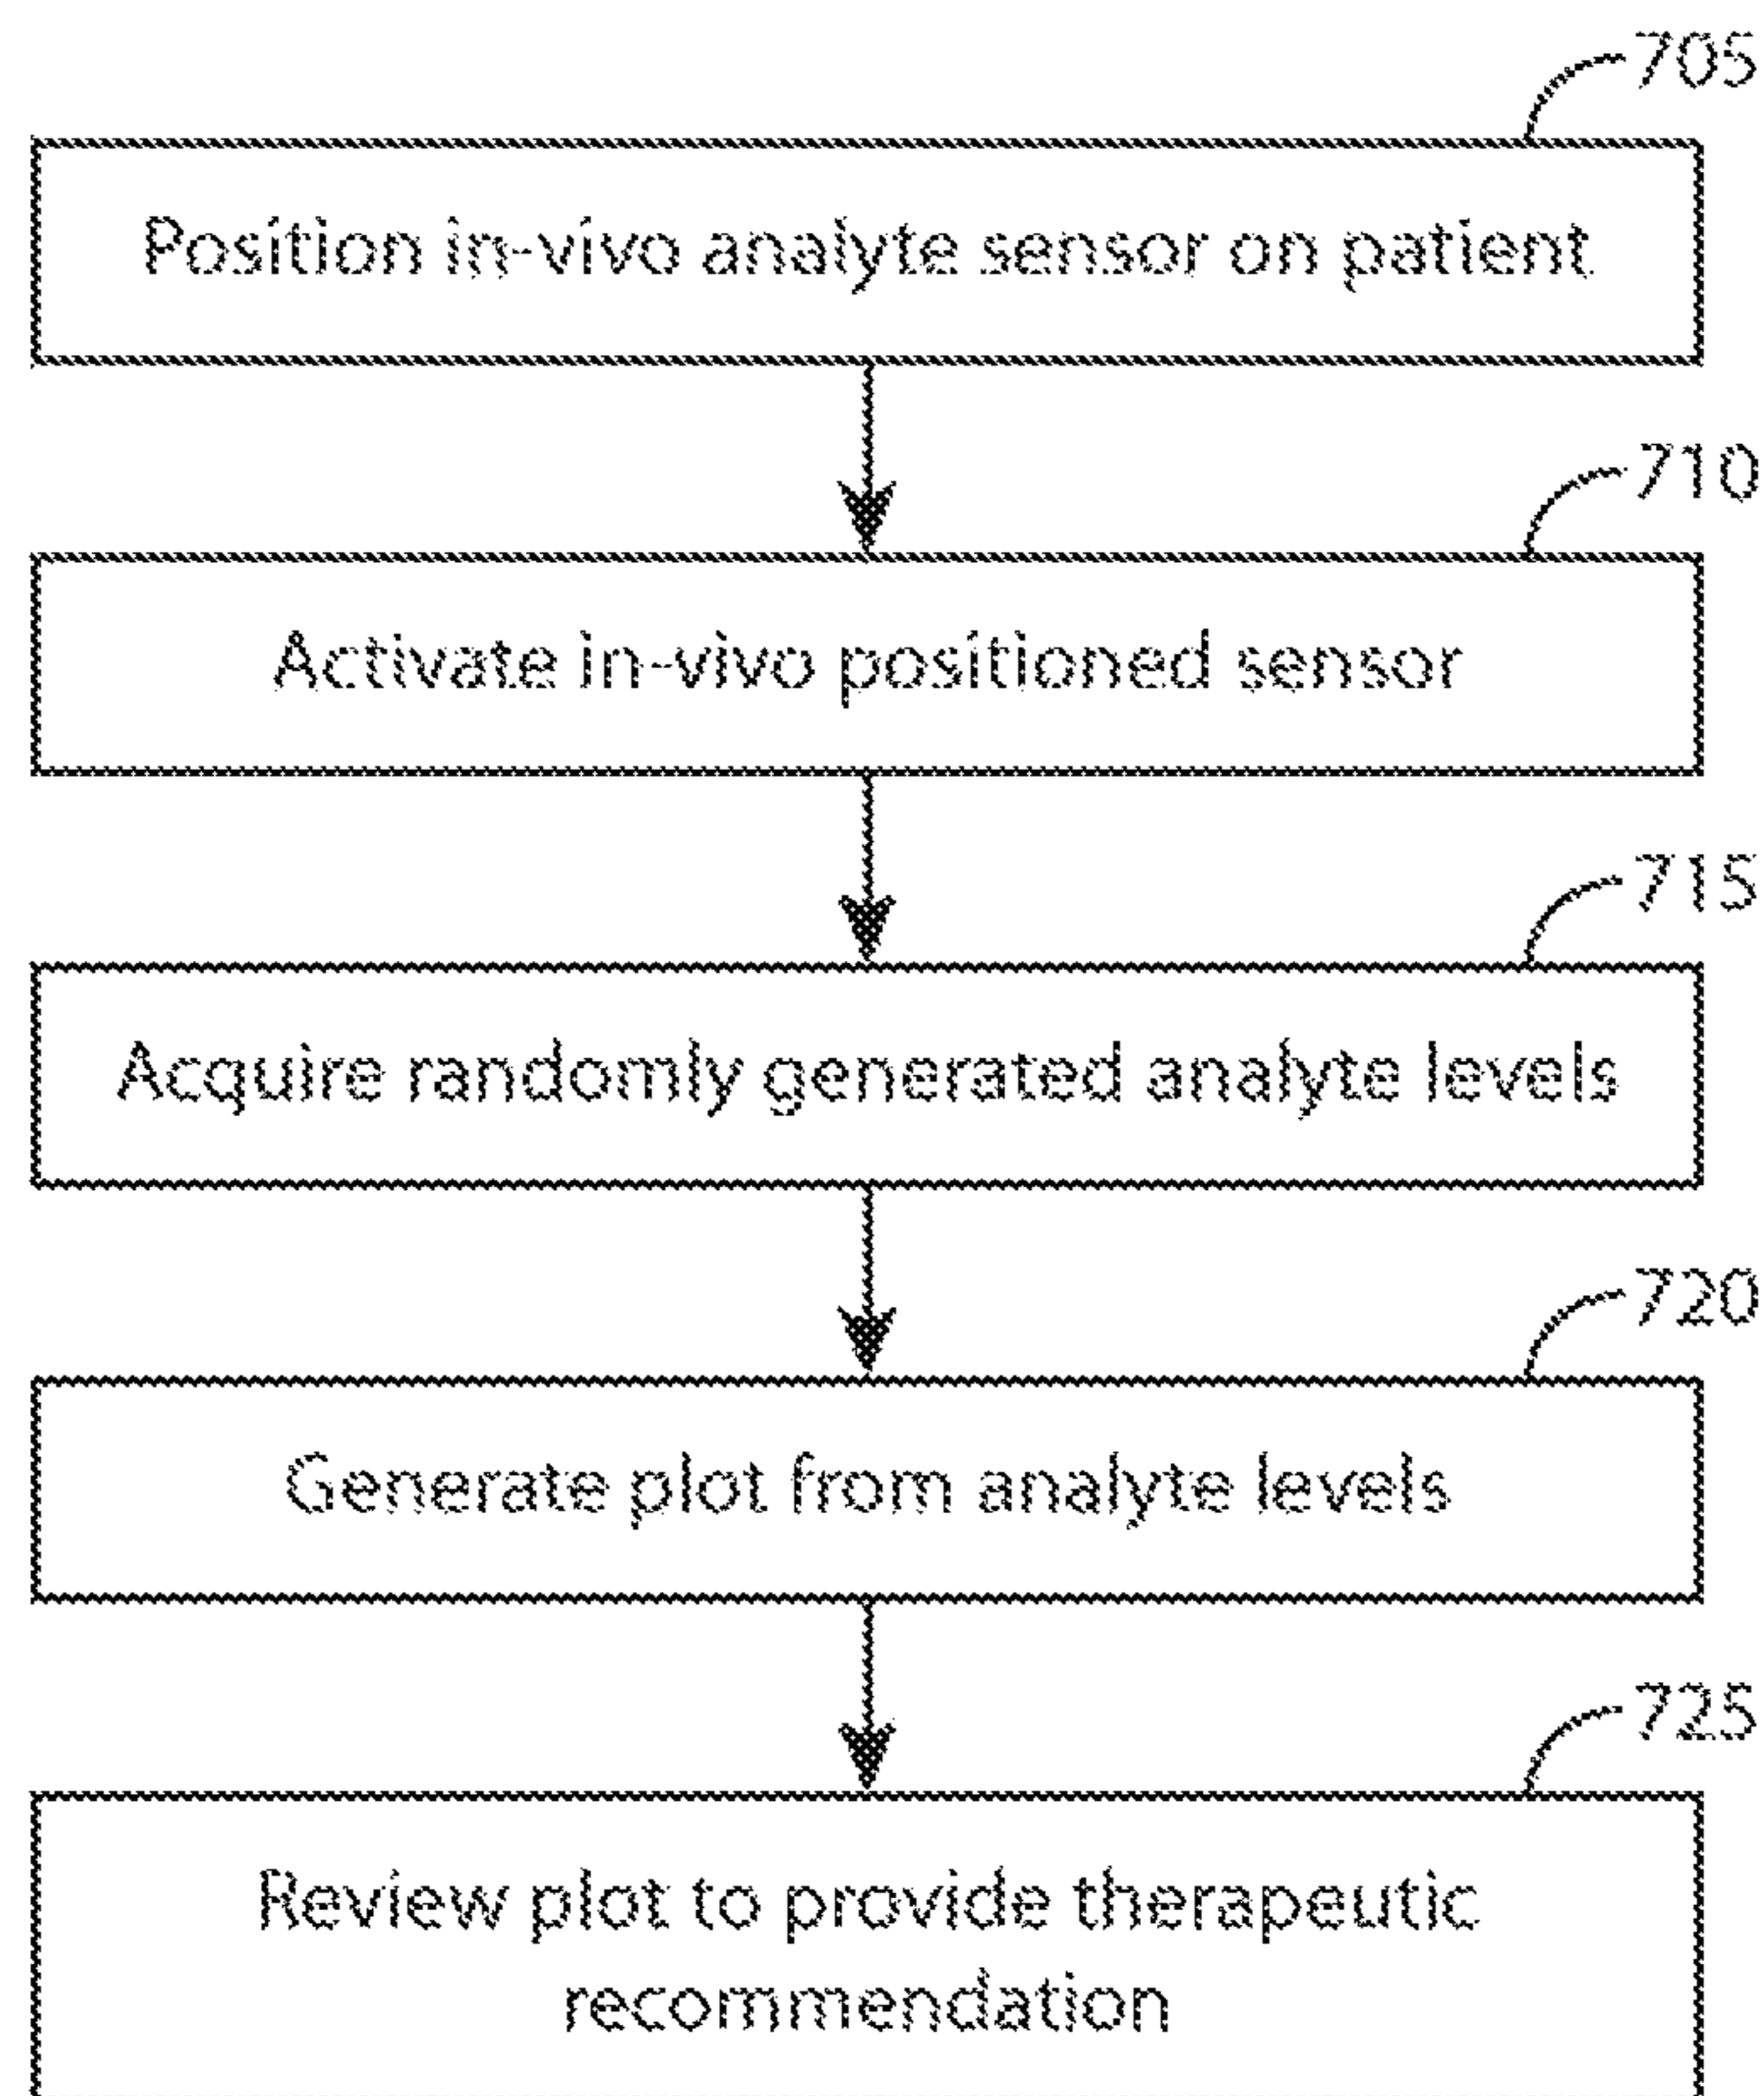 705
Position in-vivo analyte sensor on patient
710
Activate in-vivo positioned sensor
715
Acquire randomly generated analyte levels
720
Generate plot from analyte levels
725
Review plot to provide therapeutic
recommendation